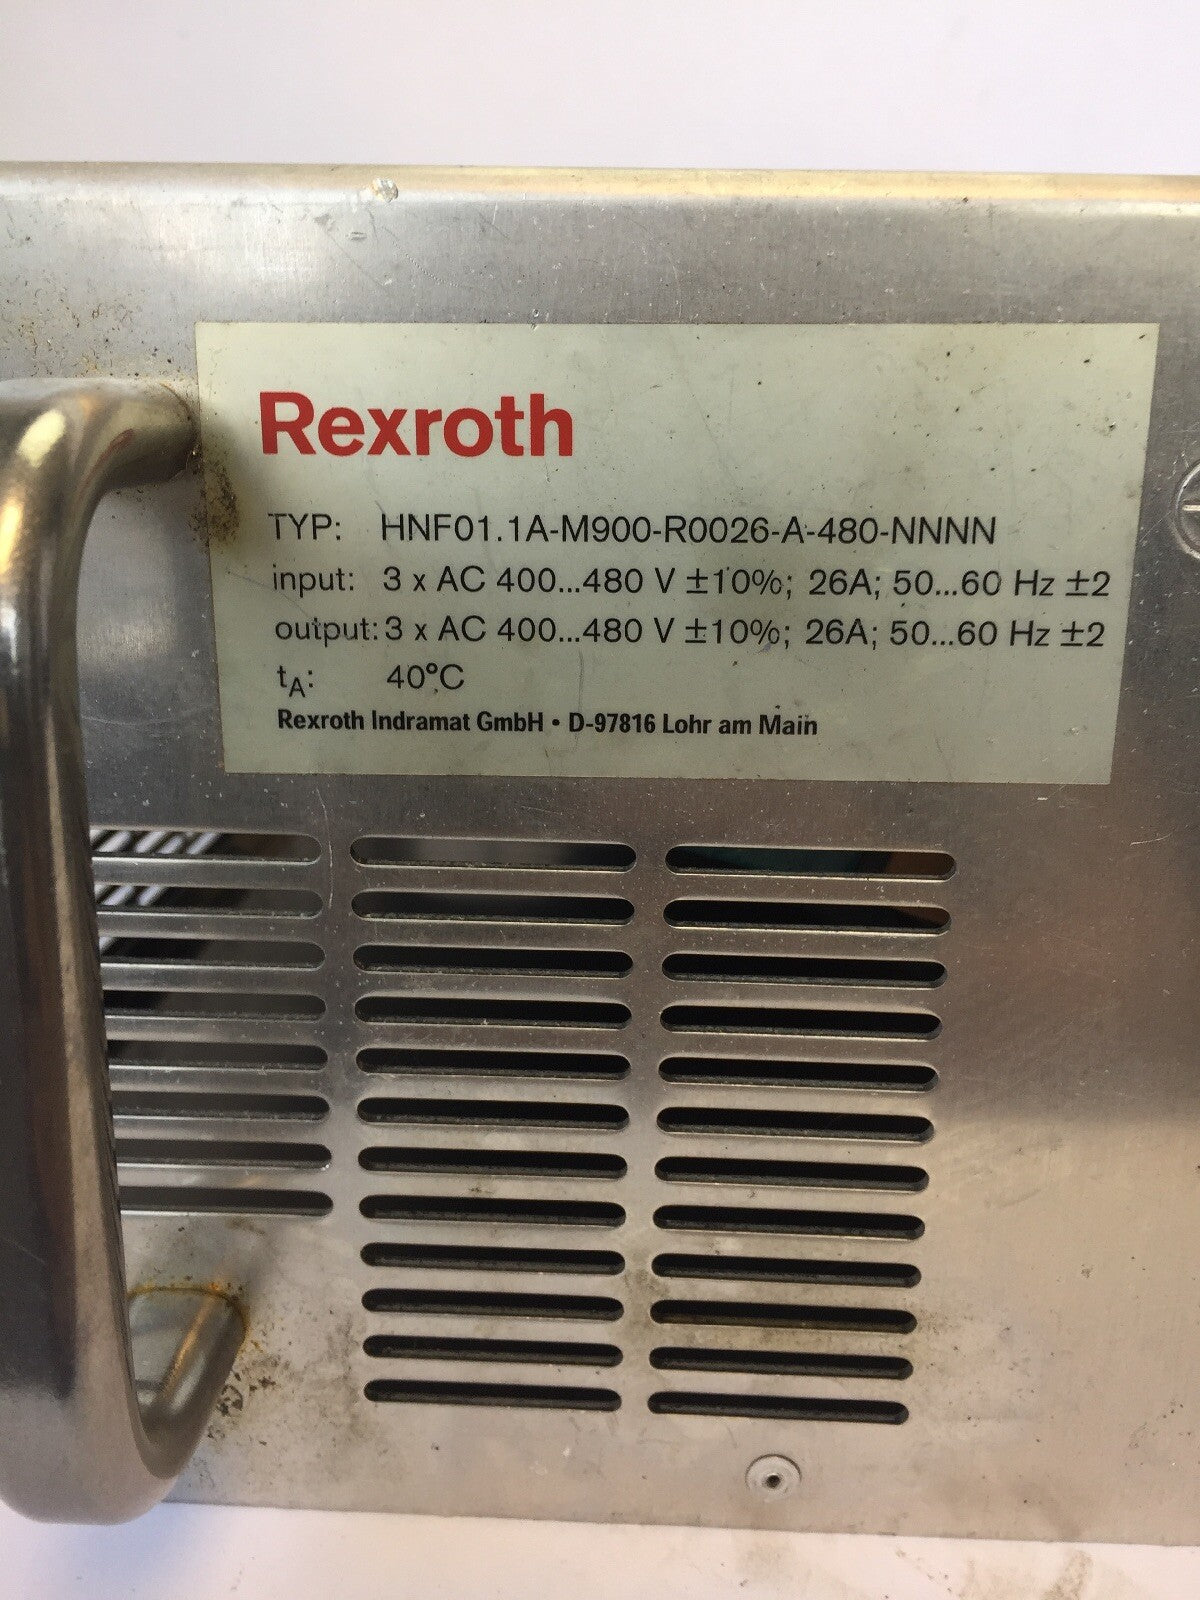 Rexroth
TYP: HNF01.1A-M900-R0026-A-480-NNNN
input: 3 x AC 400...480 V ±10%; 26A; 50...60 Hz ±2
output: 3 x AC 400...480 V ±10%; 26A; 50...60 Hz ±2
tA: 40°C
Rexroth Indramat GmbH • D-97816 Lohr am Main